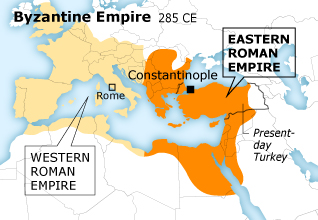 Byzantine Empire 285 CE
EASTERN
ROMAN
EMPIRE
Constantinople
Rome
Present-
day
Turkey
WESTERN
ROMAN
EMPIRE